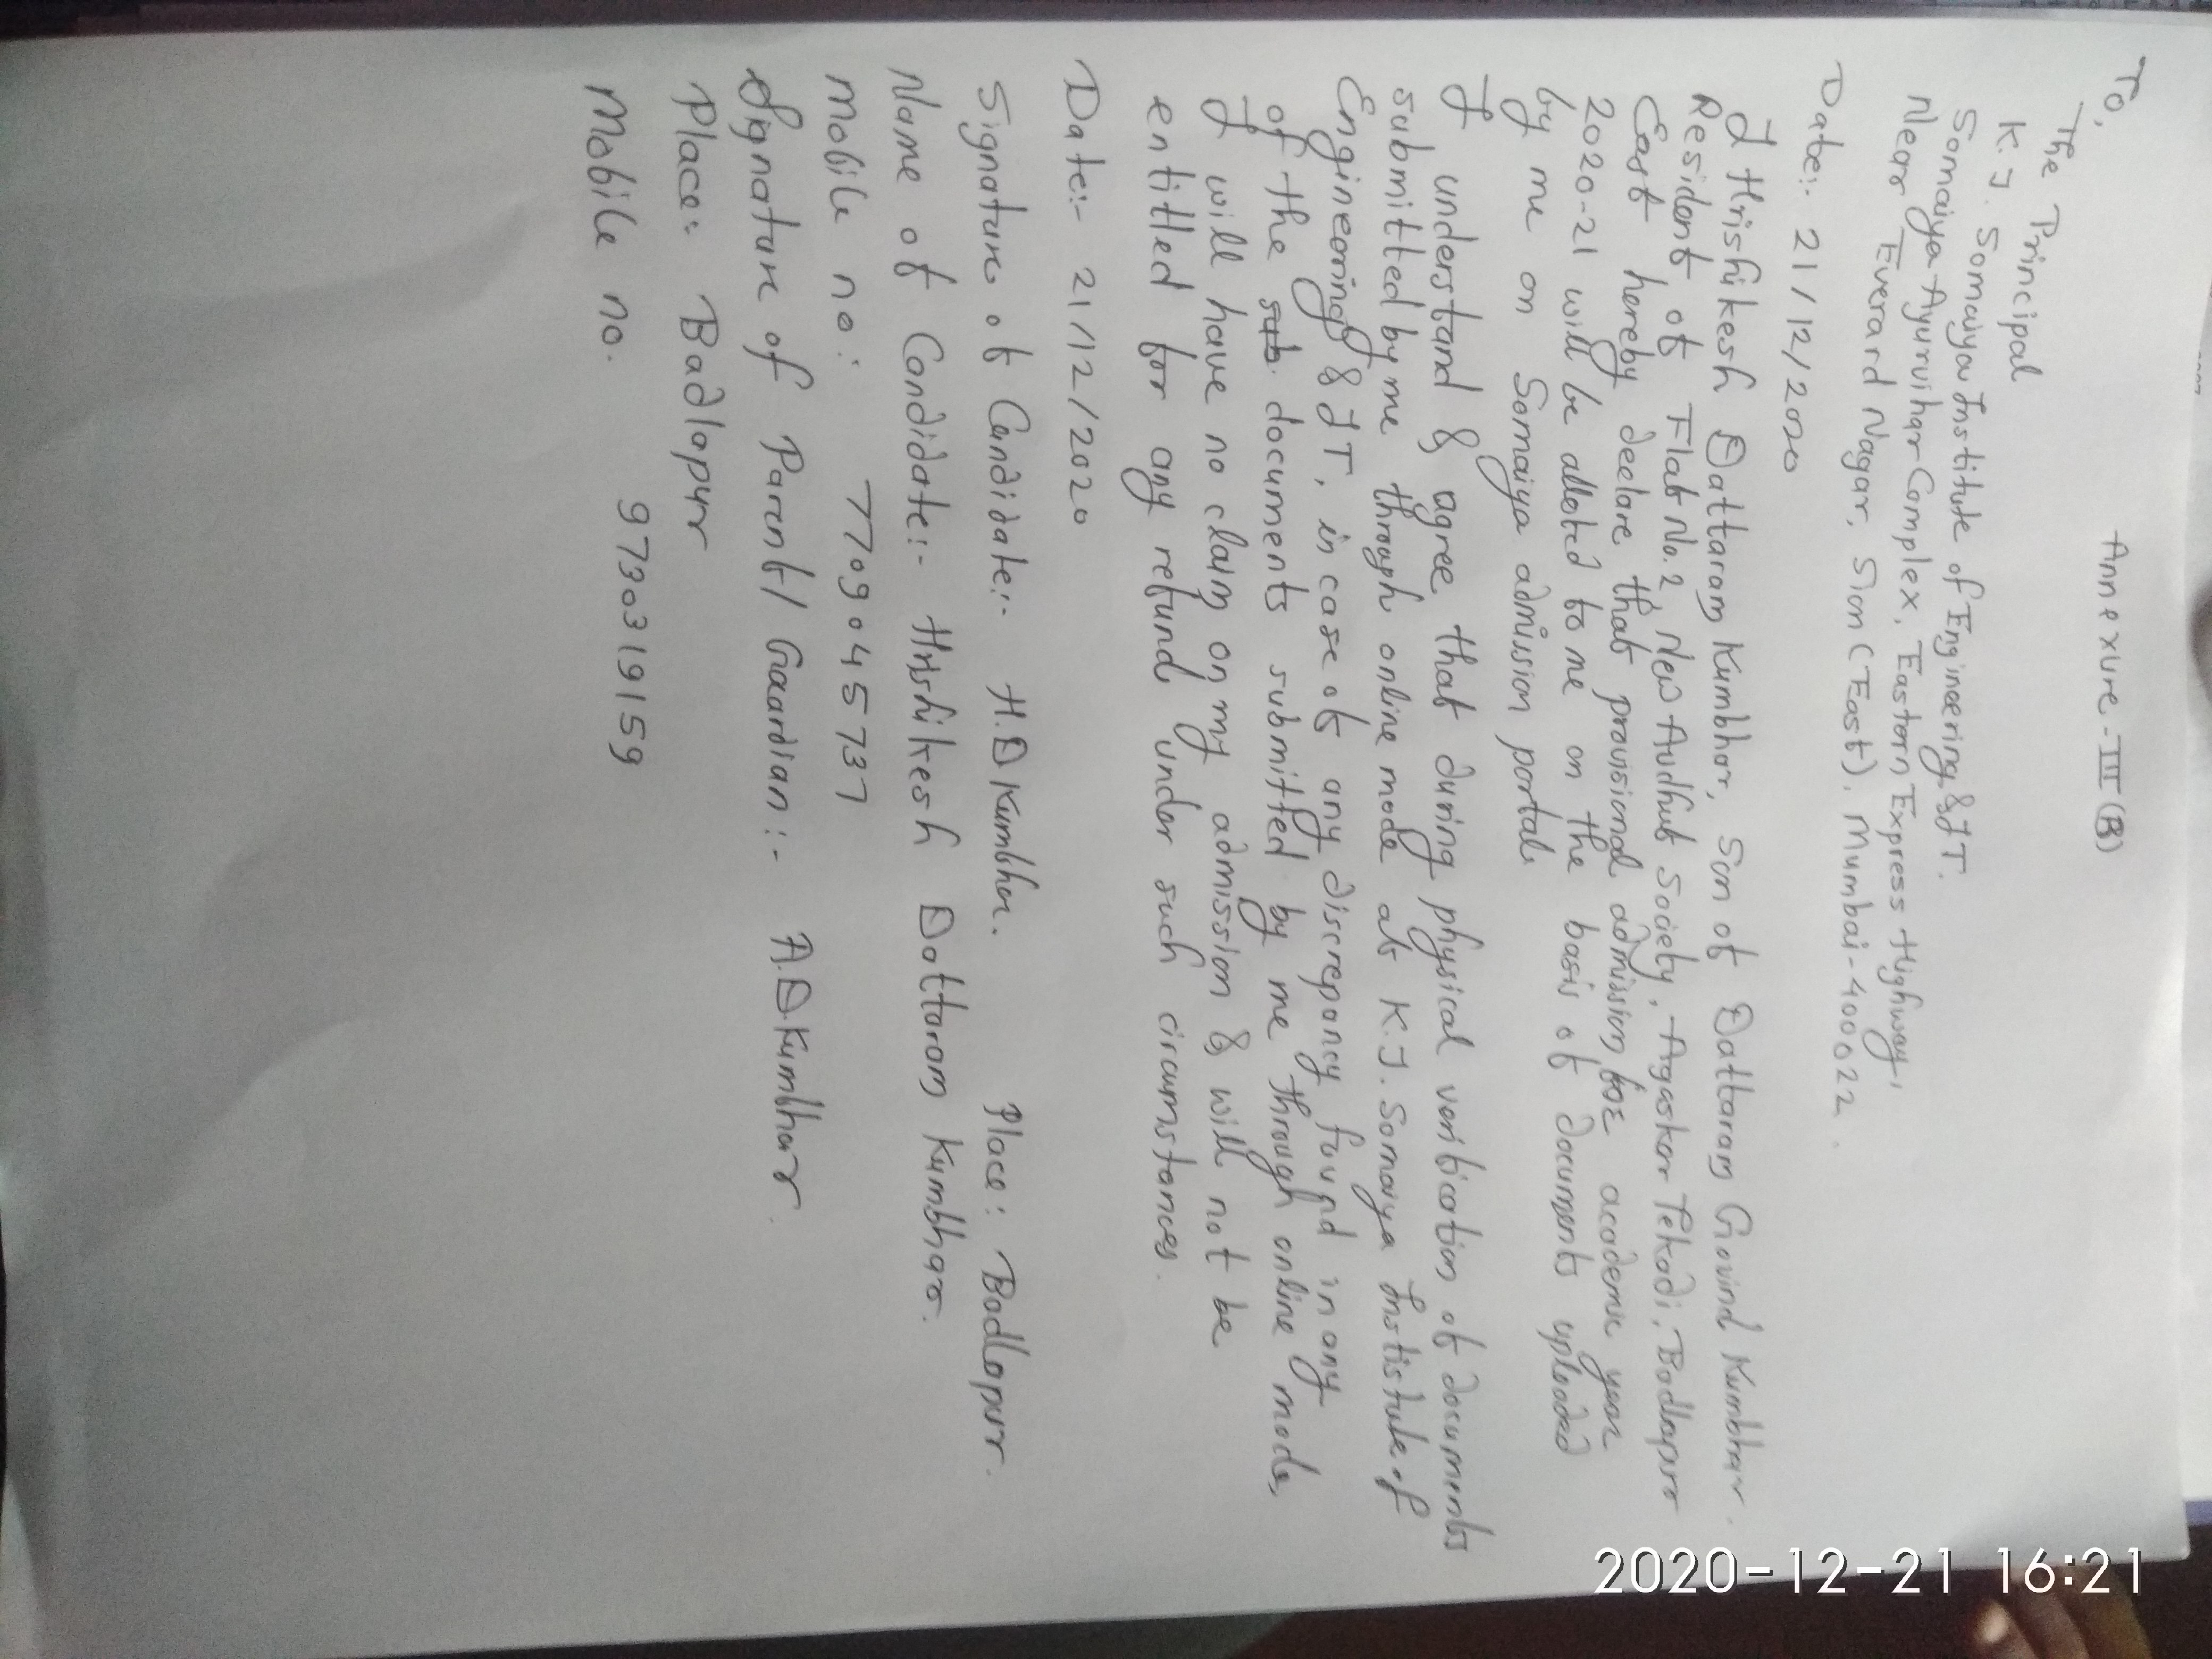 Annexure-III(B)
To,
The Principal
K.J. Somaiya Institute of Engineering & IT.
Somaiya Ayurvihar Complex, Eastern Express Highway,
Near Everard Nagar, Sion (East), Mumbai-400022.
Date:- 21/12/2020
I Hrishikesh Dattaram Kumbhar, Son of Dattaram Govind Kumbhar.
Resident of Flat No.2, New Audhut Society, Agaskar Tekadi, Badlapur
East hereby declare that provisional admission for academic year
2020-21 will be alloted to me on the basis of documents uploaded
by me on Somaiya admission portal.
I understand & agree that during physical verification of documents
submitted by me through online mode at K.J. Somaiya Instistute of
Engineering & IT, in case of any discrepancy found in any
of the documents submitted by me through online mode,
I will have no claim on my admission & will not be
entitled for any refund under such circumstances.
Date:- 21/12/2020
Signature of Candidate:- H.D Kumbhar. Place: Badlapur.
Name of Candidate:- Hrishikesh Dattaram Kumbhar.
Mobile no: 7709045737
Signature of Parent/Guardian:- A.D.Kumbhar.
Place: Badlapur
Mobile no. 9730319159
2020-12-21 16:21